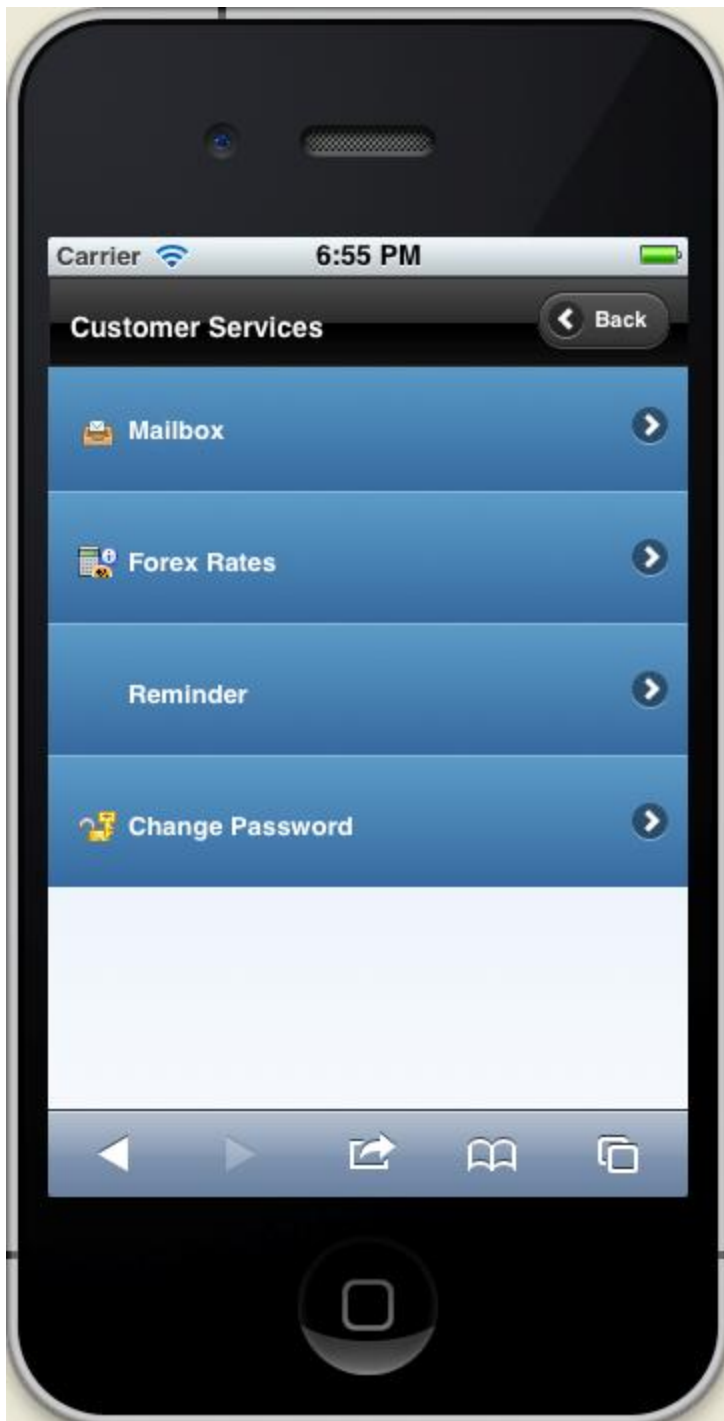 Carrier 6:55 PM
Customer Services Back
Mailbox
Forex Rates
Reminder
Change Password